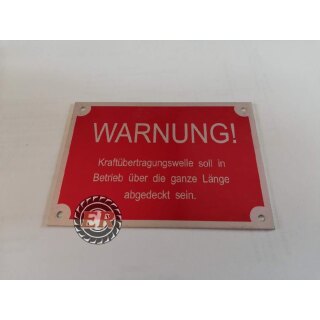 WARNUNG!
Kraftübertragungswelle soll in
Betrieb über die ganze Länge
abgedeckt sein.